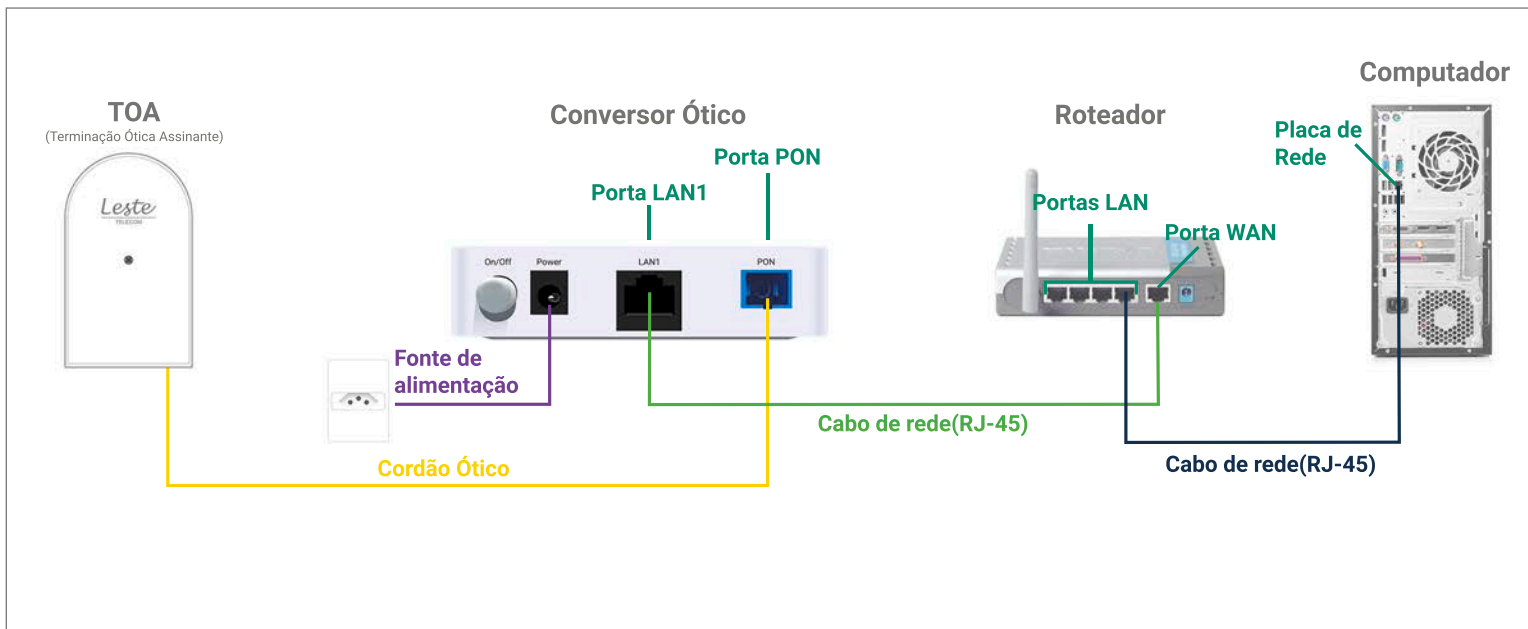 TOA
(Terminação Ótica Assinante)
Leste
TELECOM
Conversor Ótico
Porta PON
Porta LAN1
On/Off
Power
LAN1
PON
Fonte de
alimentação
Cordão Ótico
Cabo de rede(RJ-45)
Roteador
Portas LAN
Porta WAN
Computador
Placa de
Rede
Cabo de rede(RJ-45)